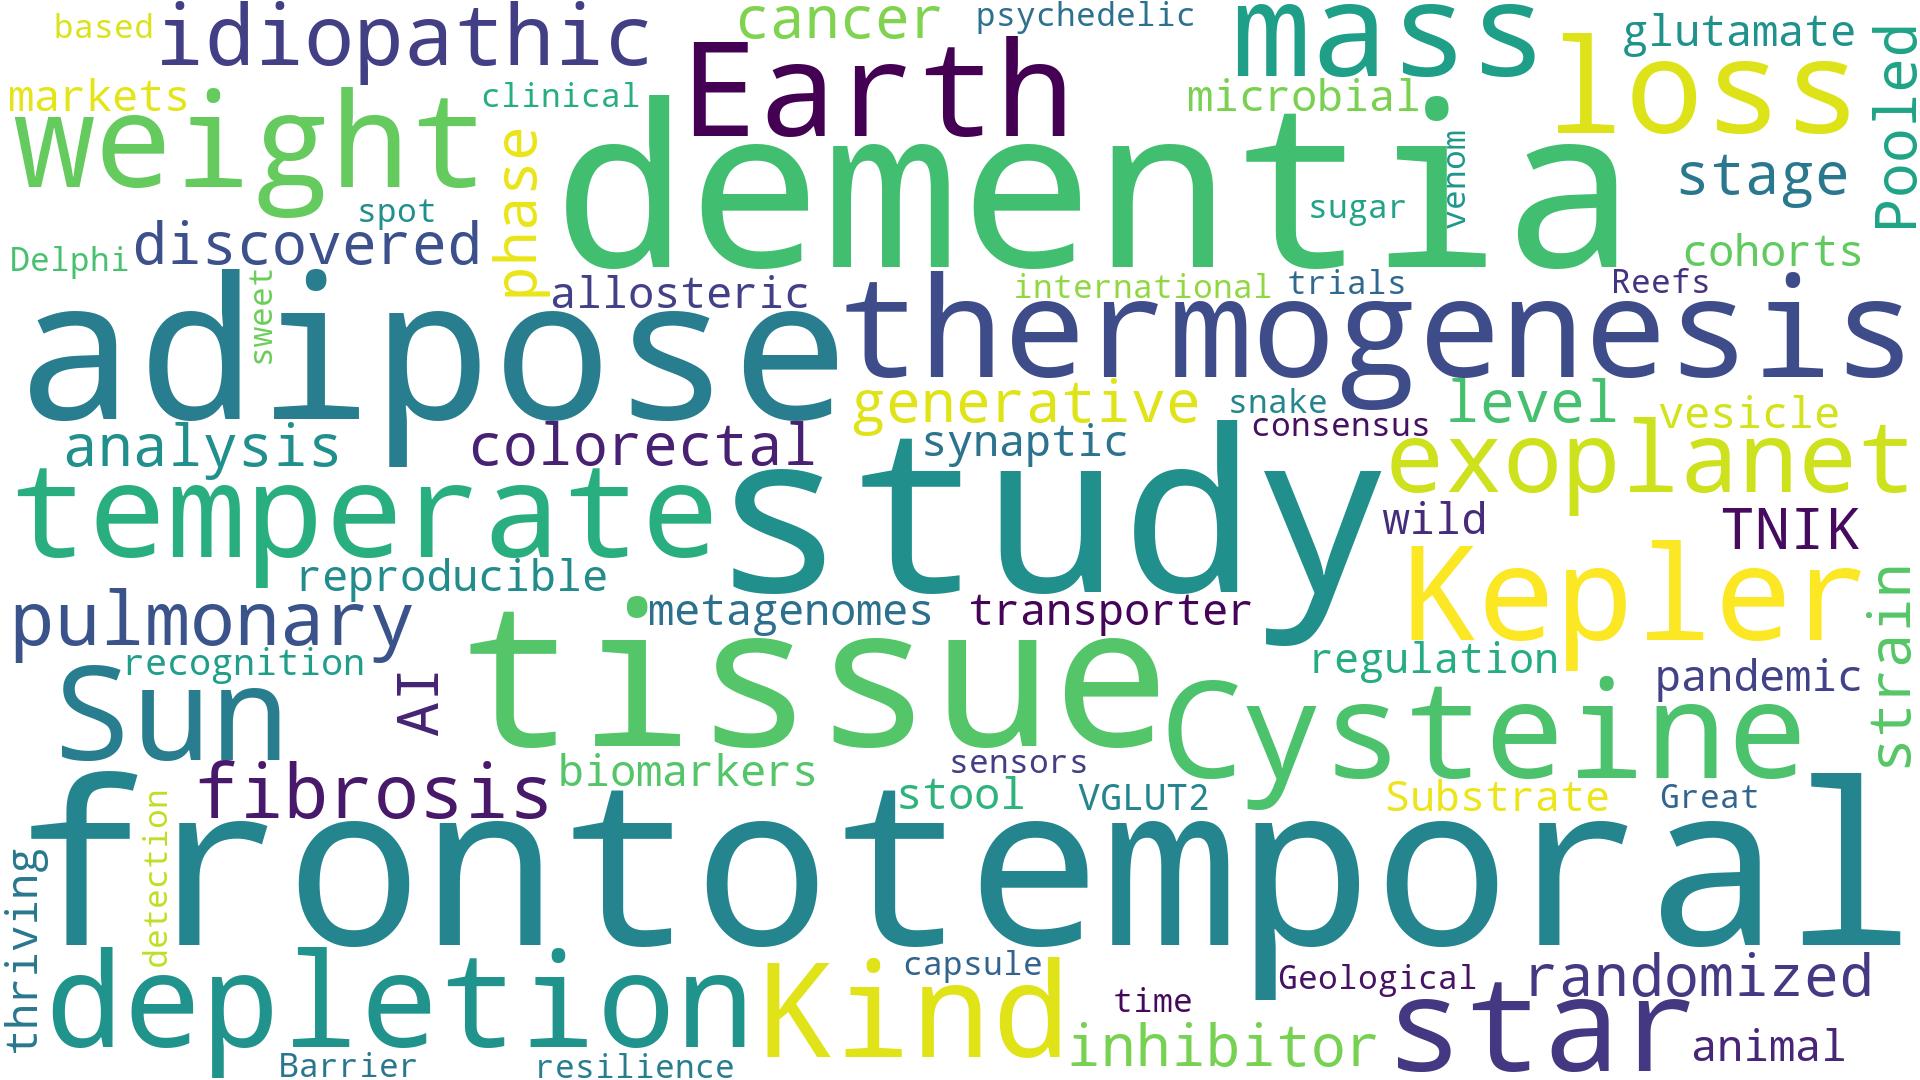 based
idiopathic
cancer
psychedelic
mass
glutamate
Pooled
markets
weight
clinical
Earth
microbial
loss
phase
dementia
venom
stage
spot
sugar
Delphi
discovered
cohorts
sweet
allosteric
international
trials
Reefs
adipose
thermogenesis
generative
snake
level
vesicle
analysis
colorectal
synaptic
consensus
exoplanet
temperate
study
wild
TNIK
reproducible
Kepler
strain
pulmonary
metagenomes
transporter
recognition
tissue
regulation
pandemic
Sun
AI
Cysteine
fibrosis
biomarkers
sensors
stool
VGLUT2
Substrate
Great
detection
frontotemporal
thriving
depletion
Kind
capsule
Geological
randomized
time
star
inhibitor
animal
Barrier
resilience